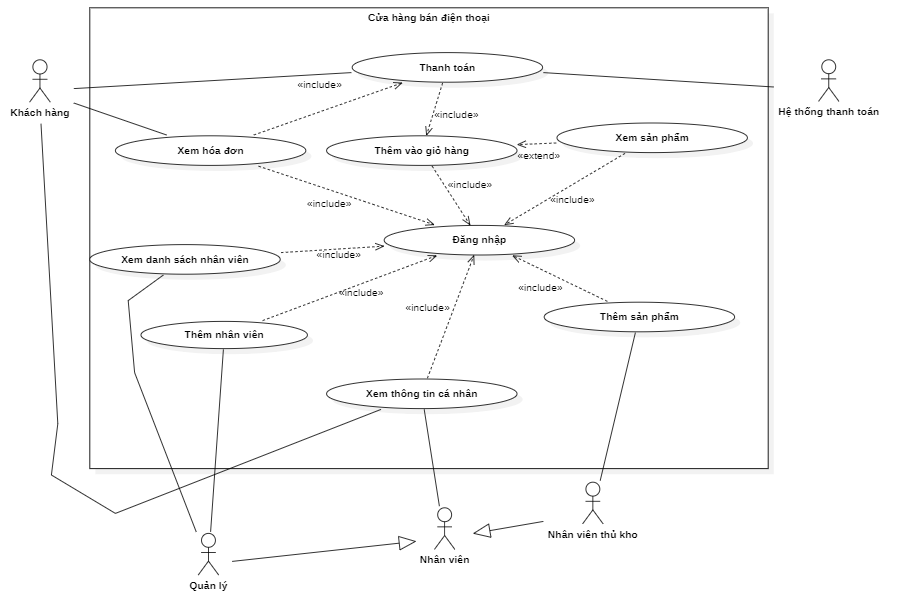 Cửa hàng bán điện thoại
Thanh toán
«include»
Khách hàng
Hệ thống thanh toán
«include»
Xem hóa đơn
Thêm vào giỏ hàng
Xem sản phẩm
«extend»
«include»
«include»
«include»
Đăng nhập
Xem danh sách nhân viên
«include»
«include»
«include»
«include»
Thêm sản phẩm
Thêm nhân viên
Xem thông tin cá nhân
Nhân viên thủ kho
Nhân viên
Quản lý